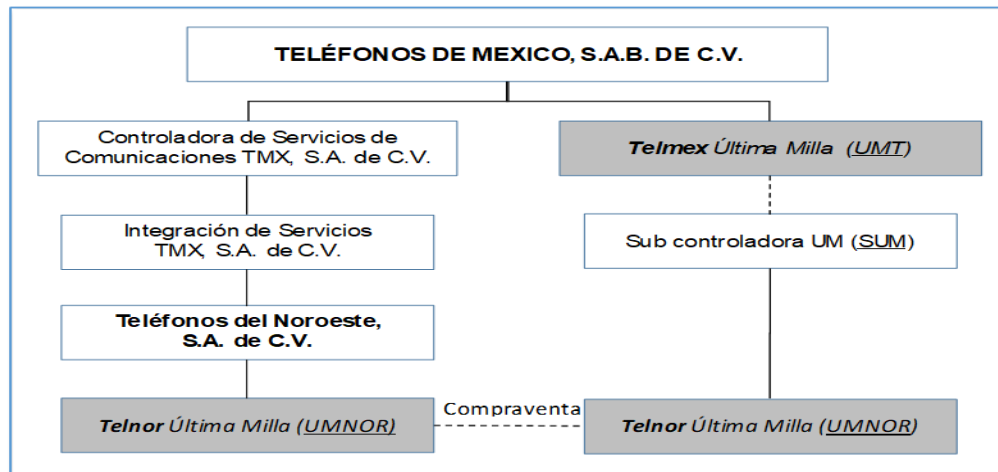 TELÉFONOS DE MEXICO, S.A.B. DE C.V.
Controladora de Servicios de
Comunicaciones TMX, S.A. de C.V.
Telmex Última Milla (UMT)
Integración de Servicios
TMX, S.A. de C.V.
Sub controladora UM (SUM)
Teléfonos del Noroeste,
S.A. de C.V.
Telnor Última Milla (UMNOR)
Compraventa
Telnor Última Milla (UMNOR)